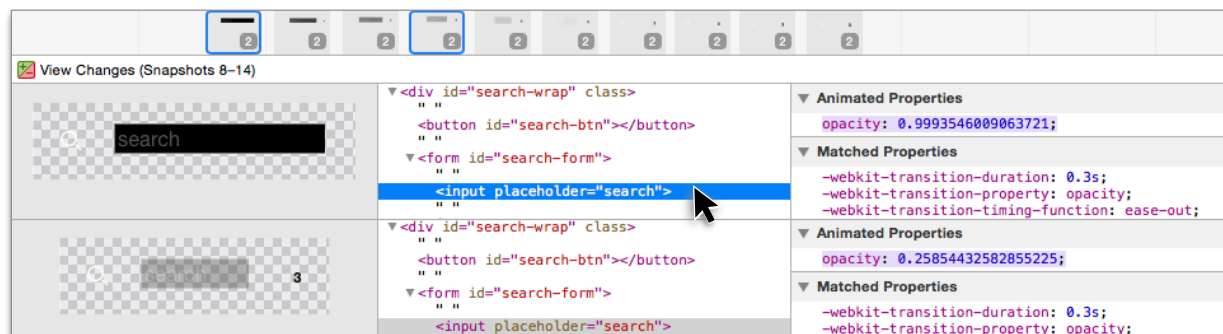 2 2 2 2 2 2 2 2 2 2
View Changes (Snapshots 8–14)
search
▼<div id="search-wrap" class>
" "
<button id="search-btn"></button>
" "
▼<form id="search-form">
" "
<input placeholder="search">
" "
▼ Animated Properties
opacity: 0.9993546009063721;
▼ Matched Properties
-webkit-transition-duration: 0.3s;
-webkit-transition-property: opacity;
-webkit-transition-timing-function: ease-out;
3
▼<div id="search-wrap" class>
" "
<button id="search-btn"></button>
" "
▼<form id="search-form">
" "
<input placeholder="search">
▼ Animated Properties
opacity: 0.25854432582855225;
▼ Matched Properties
-webkit-transition-duration: 0.3s;
-webkit-transition-property: opacity;